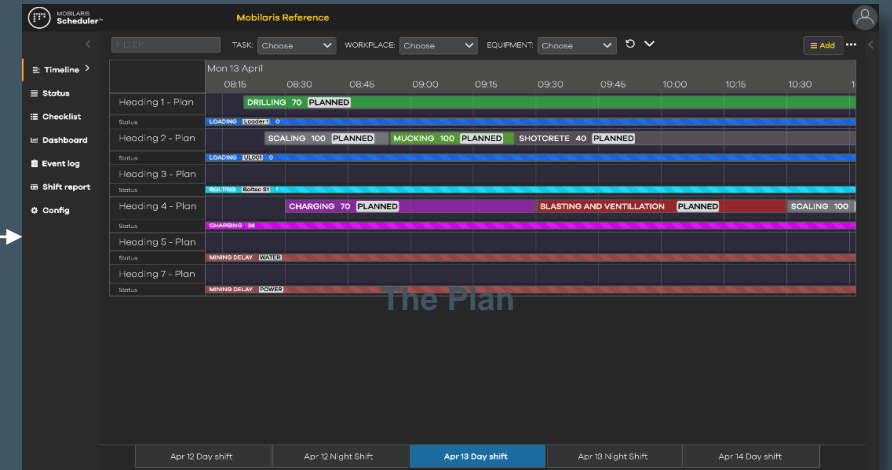 MOBILARIS
Scheduler™
Mobilaris Reference
FILTER TASK: Choose WORKPLACE: Choose EQUIPMENT: Choose Add
Timeline
Status
Checklist
Dashboard
Event log
Shift report
Config
Mon 13 April
08:15 08:30 08:45 09:00 09:15 09:30 09:45 10:00 10:15 10:30
Heading 1 - Plan DRILLING 70 PLANNED
Status LOADING Loader1 0
Heading 2 - Plan SCALING 100 PLANNED MUCKING 100 PLANNED SHOTCRETE 40 PLANNED
Status LOADING UL001 0
Heading 3 - Plan
Status BOLTING Boltec S1 1
Heading 4 - Plan CHARGING 70 PLANNED BLASTING AND VENTILLATION PLANNED SCALING 100
Status CHARGING 24
Heading 5 - Plan
Status MINING DELAY WATER
Heading 7 - Plan
Status MINING DELAY POWER
The Plan
Apr 12 Day shift Apr 12 Night Shift Apr 13 Day shift Apr 13 Night Shift Apr 14 Day shift